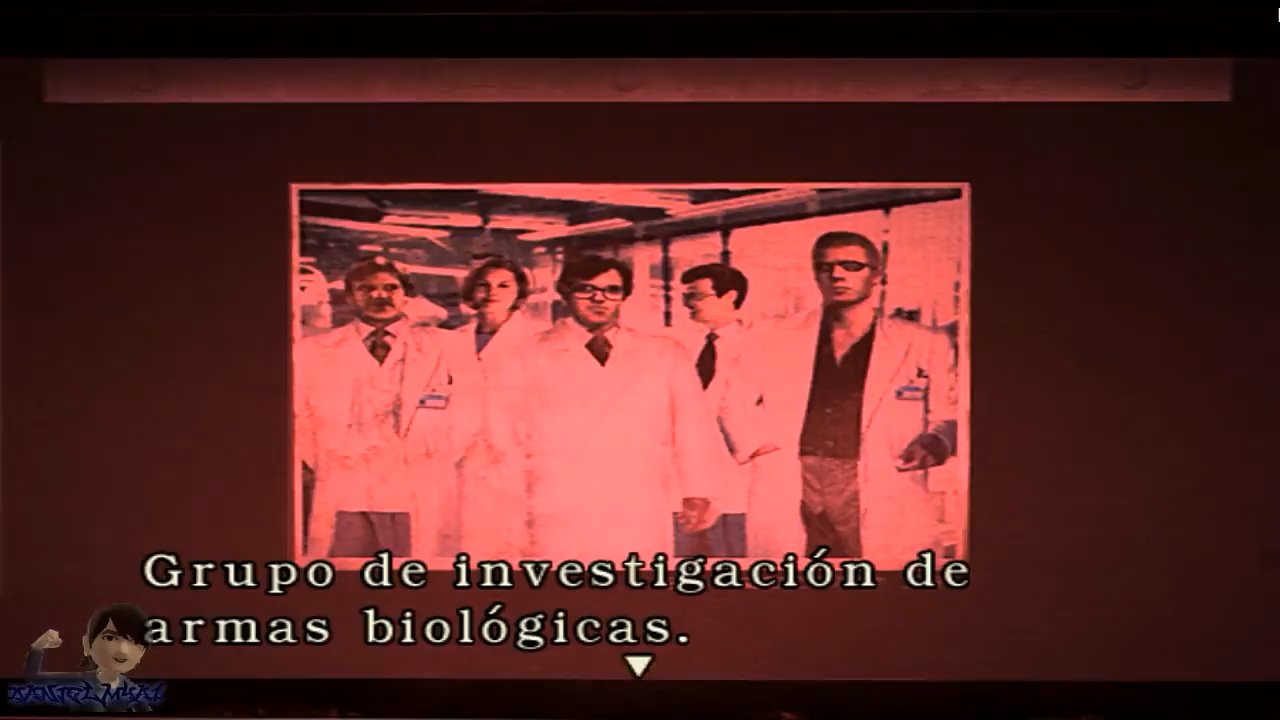 Grupo de investigación de
armas biológicas.